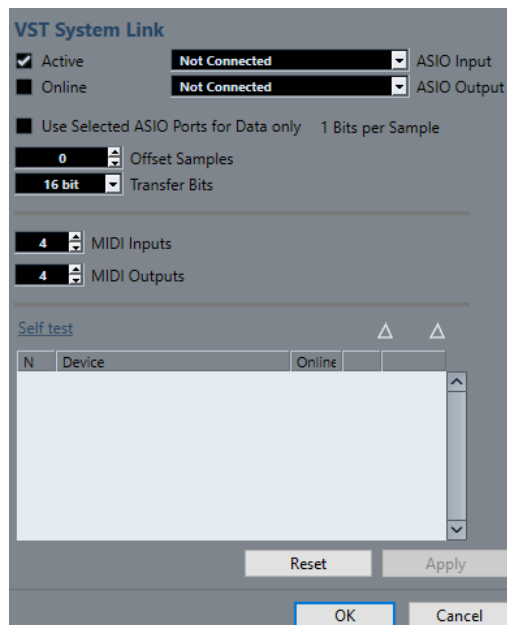 VST System Link
Active Not Connected ASIO Input
Online Not Connected ASIO Output
Use Selected ASIO Ports for Data only 1 Bits per Sample
0 Offset Samples
16 bit Transfer Bits
4 MIDI Inputs
4 MIDI Outputs
Self test
N Device Online
Reset Apply
OK Cancel